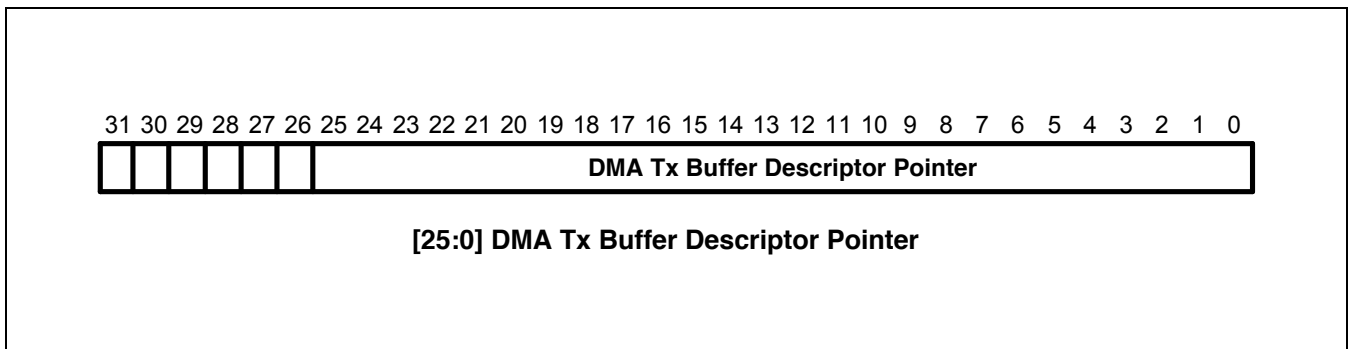 31 30 29 28 27 26 25 24 23 22 21 20 19 18 17 16 15 14 13 12 11 10 9 8 7 6 5 4 3 2 1 0
DMA Tx Buffer Descriptor Pointer
[25:0] DMA Tx Buffer Descriptor Pointer